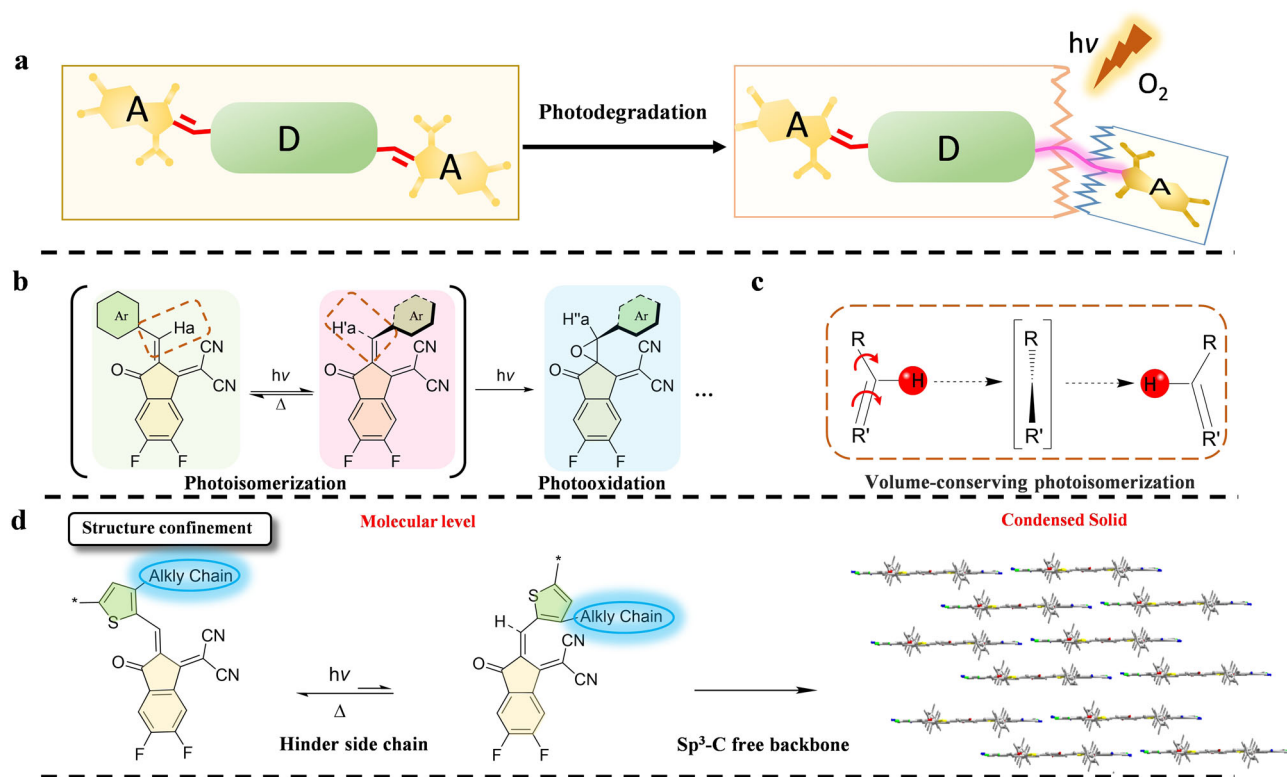 a
A
D
A
Photodegradation
A
D
A
hν
O2
b
Ar
Ha
O
CN
CN
F
F
hν
Δ
Ar
H'a
O
CN
CN
F
F
Photoisomerization
hν
H"a
Ar
O
O
CN
CN
F
F
Photooxidation
...
c
R
H
R'
R
R'
R
H
R'
Volume-conserving photoisomerization
d
Structure confinement
Molecular level
Condensed Solid
Alkly Chain
*
S
O
CN
CN
F
F
hν
Δ
Hinder side chain
*
S
Alkly Chain
H
O
CN
CN
F
F
Sp³-C free backbone